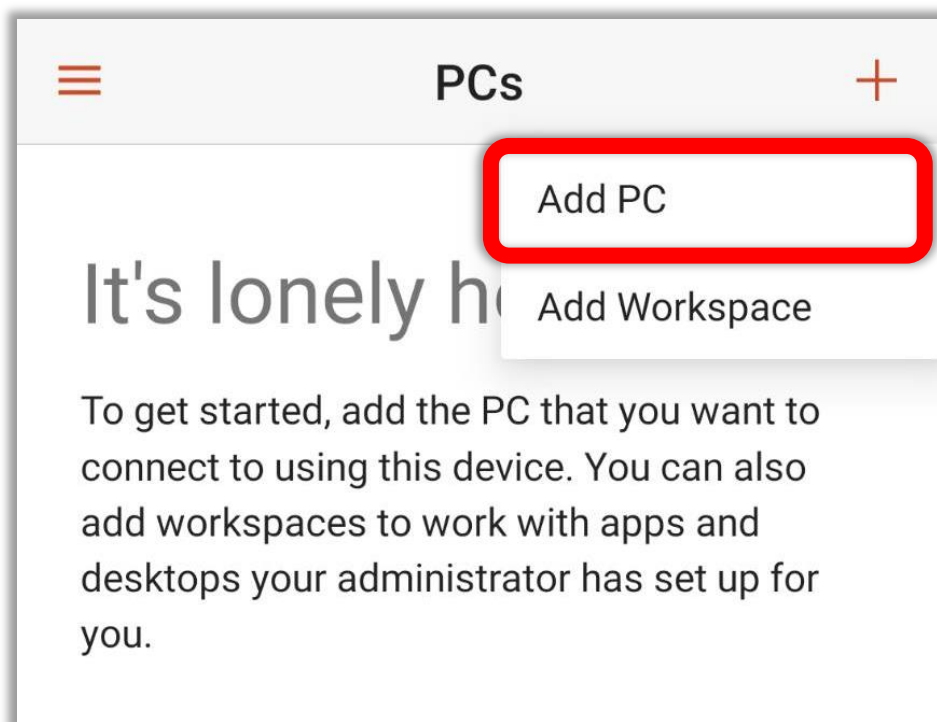 PCs
Add PC
It's lonely
Add Workspace
To get started, add the PC that you want to
connect to using this device. You can also
add workspaces to work with apps and
desktops your administrator has set up for
you.